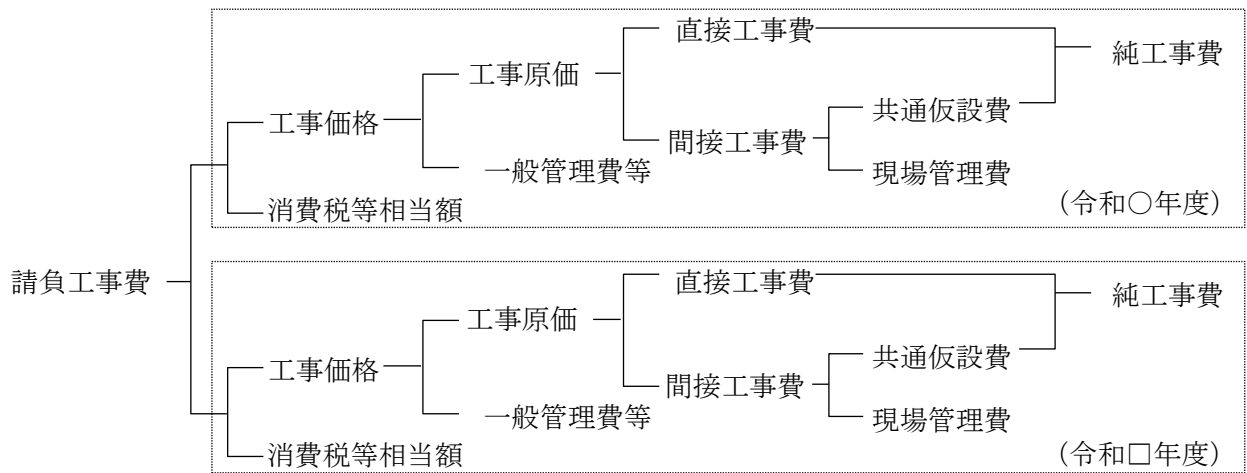 直接工事費
純工事費
工事原価
共通仮設費
工事価格
間接工事費
一般管理費等
現場管理費
(令和○年度)
消費税等相当額
請負工事費
直接工事費
純工事費
工事原価
共通仮設費
工事価格
間接工事費
一般管理費等
現場管理費
消費税等相当額
(令和□年度)